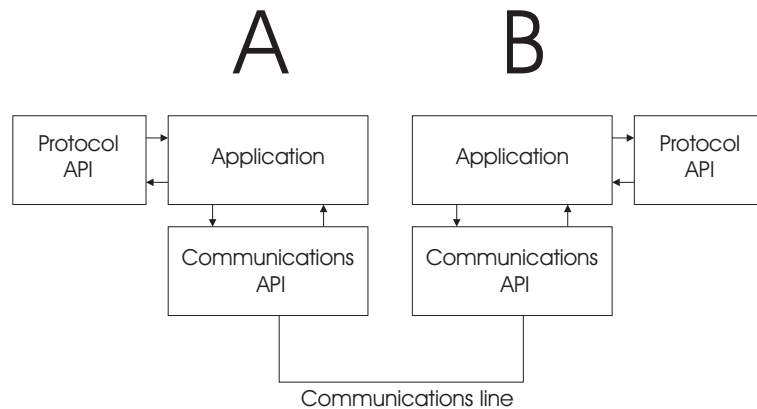 A
B
Protocol
API
Application
Application
Protocol
API
Communications
API
Communications
API
Communications line